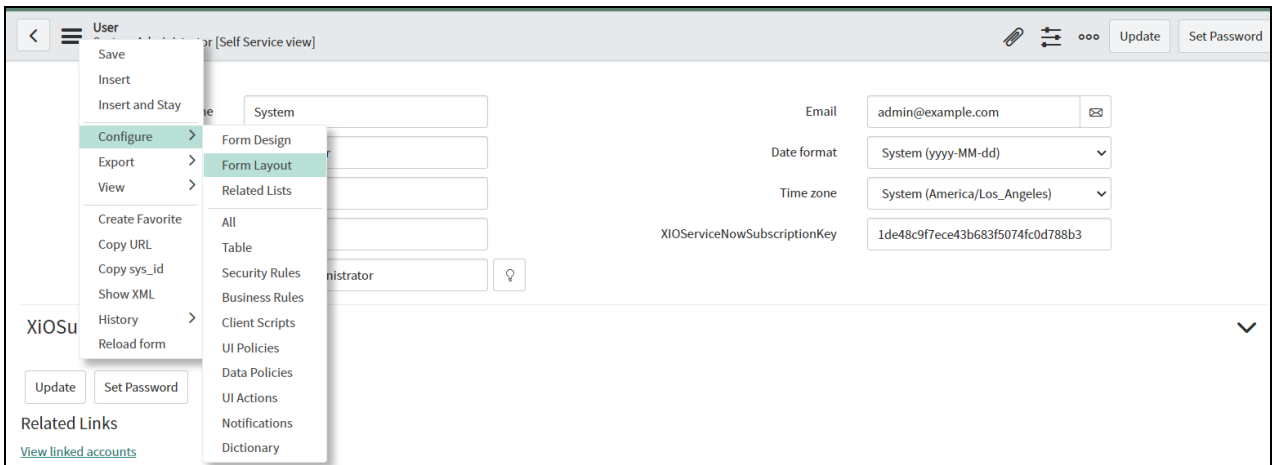 User
or [Self Service view]
Update
Set Password
Save
Insert
Insert and Stay
Configure
Export
View
Create Favorite
Copy URL
Copy sys_id
Show XML
History
Reload form
Form Design
Form Layout
Related Lists
All
Table
Security Rules
Business Rules
Client Scripts
UI Policies
Data Policies
UI Actions
Notifications
Dictionary
System
Email
admin@example.com
Date format
System (yyyy-MM-dd)
Time zone
System (America/Los_Angeles)
XIOServiceNowSubscriptionKey
1de48c9f7ece43b683f5074fc0d788b3
XiOSu
Update
Set Password
Related Links
View linked accounts